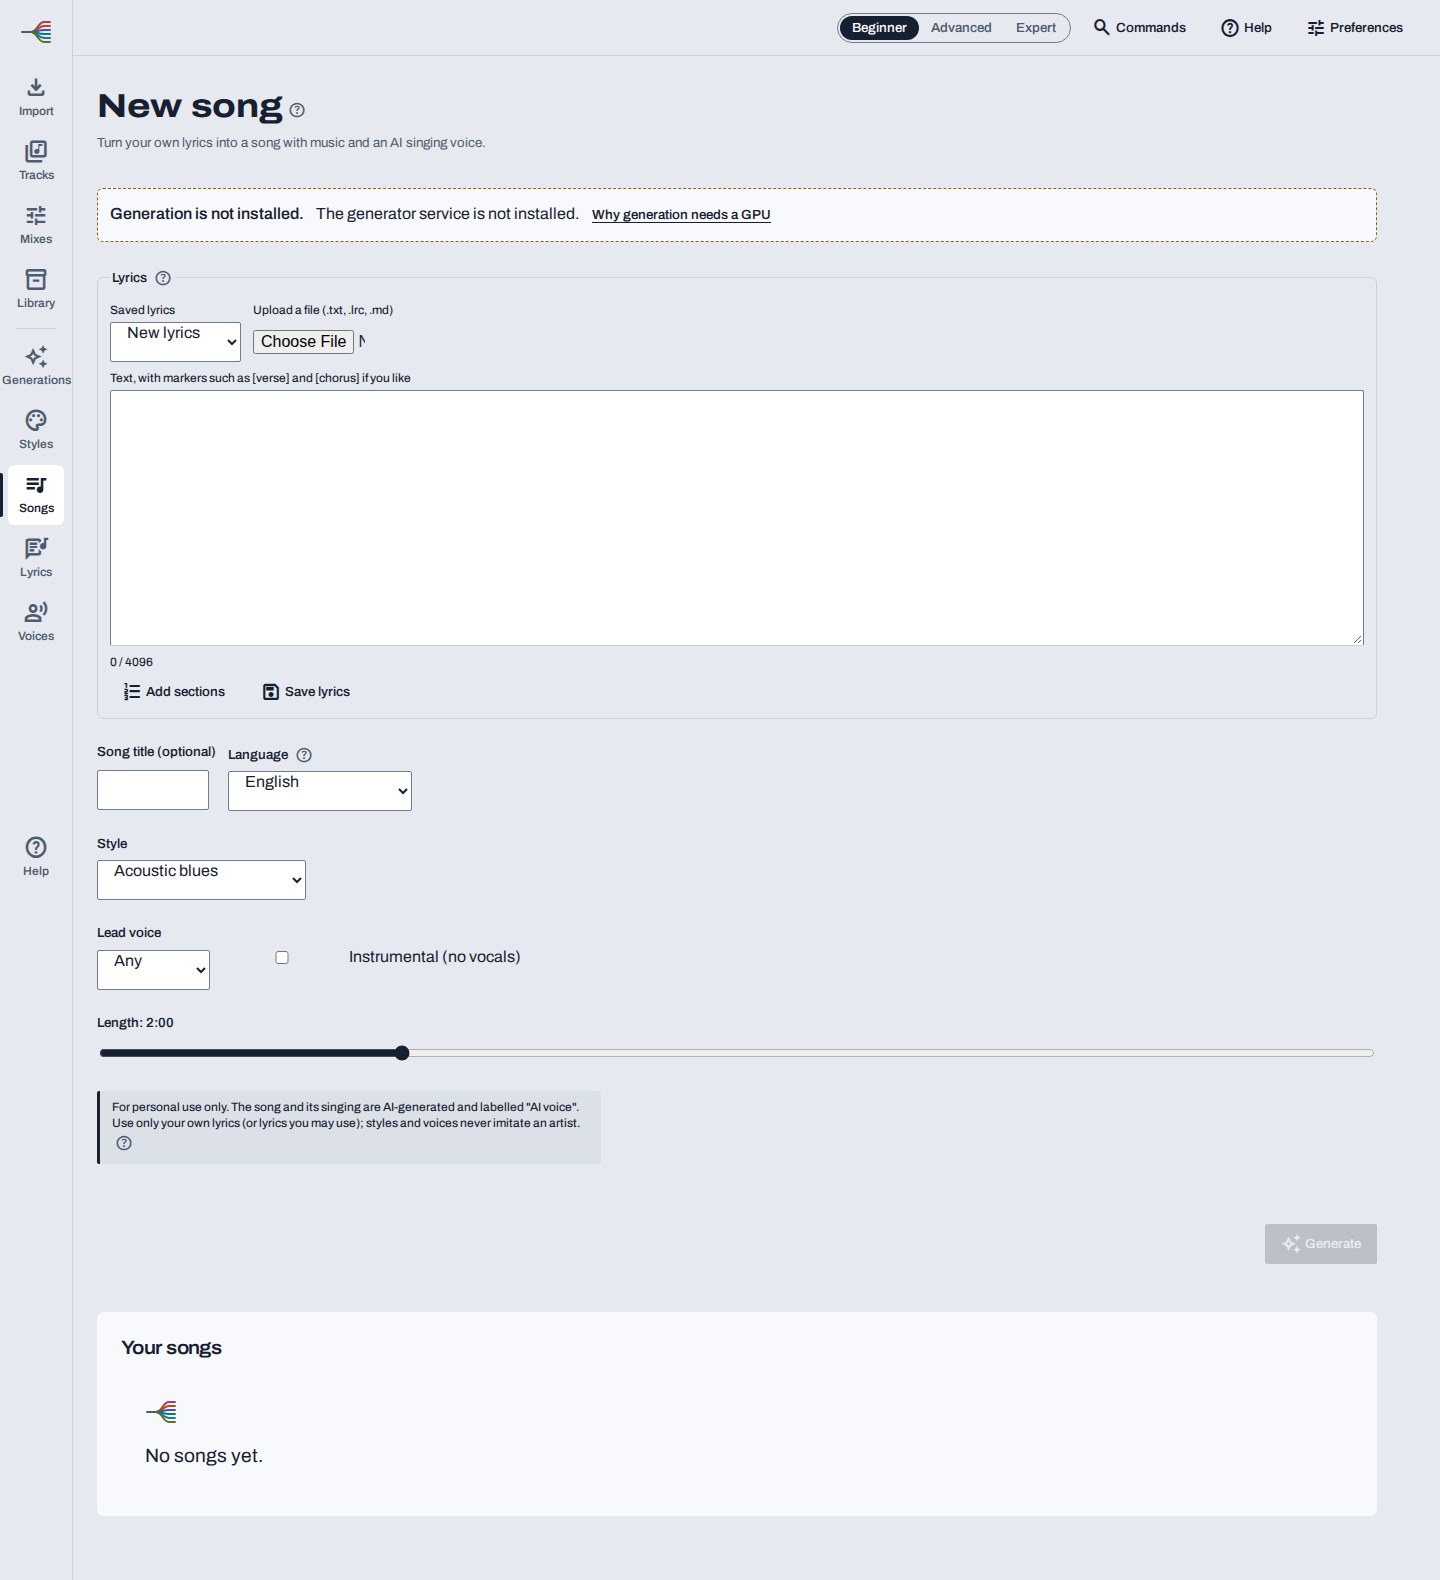 Beginner
Advanced
Expert
Commands
Help
Preferences
Import
Tracks
Mixes
Library
Generations
Styles
Songs
Lyrics
Voices
Help
New song
Turn your own lyrics into a song with music and an AI singing voice.
Generation is not installed. The generator service is not installed. Why generation needs a GPU
Lyrics
Saved lyrics
Upload a file (.txt, .lrc, .md)
New lyrics
Choose File
Text, with markers such as [verse] and [chorus] if you like
0 / 4096
Add sections
Save lyrics
Song title (optional)
Language
English
Style
Acoustic blues
Lead voice
Any
Instrumental (no vocals)
Length: 2:00
For personal use only. The song and its singing are AI-generated and labelled "AI voice".
Use only your own lyrics (or lyrics you may use); styles and voices never imitate an artist.
Generate
Your songs
No songs yet.